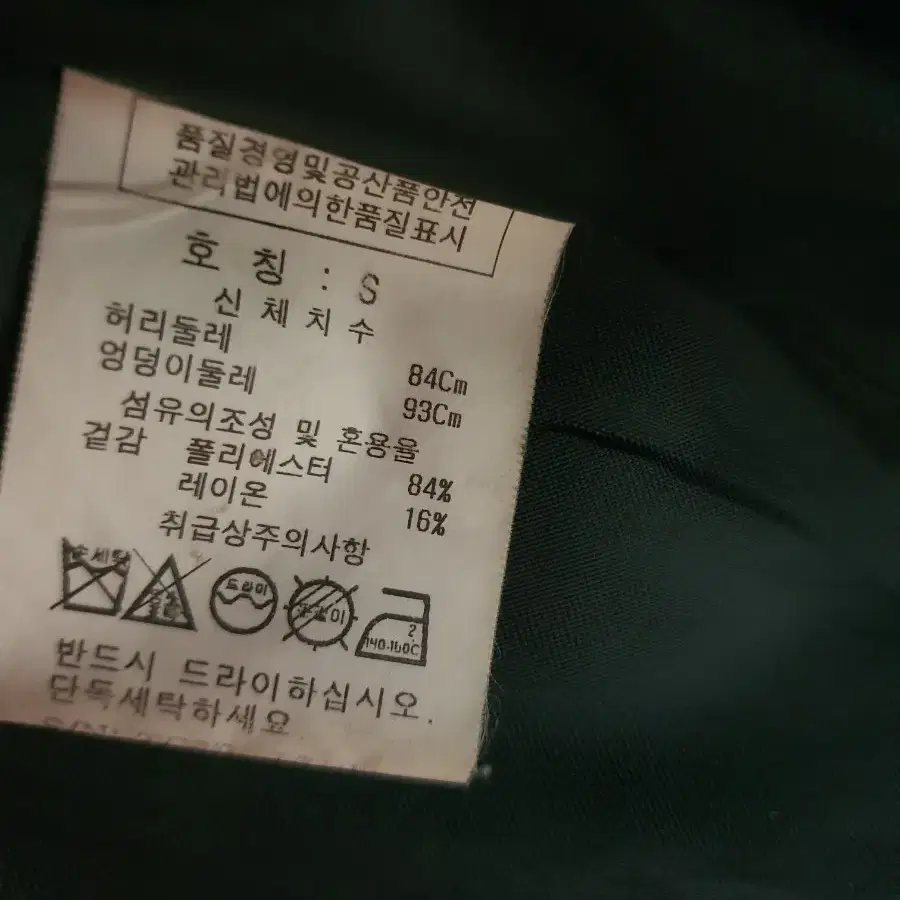 품질경영및공산품안전
관리법에의한품질표시
호 칭 : S
신 체 치 수
허리둘레 84Cm
엉덩이둘레 93Cm
섬유의조성 및 혼용율
겉감 폴리에스터 84%
레이온 16%
취급상주의사항
손세탁
드라이
2
140-160C
반드시 드라이하십시오.
단독세탁하세요